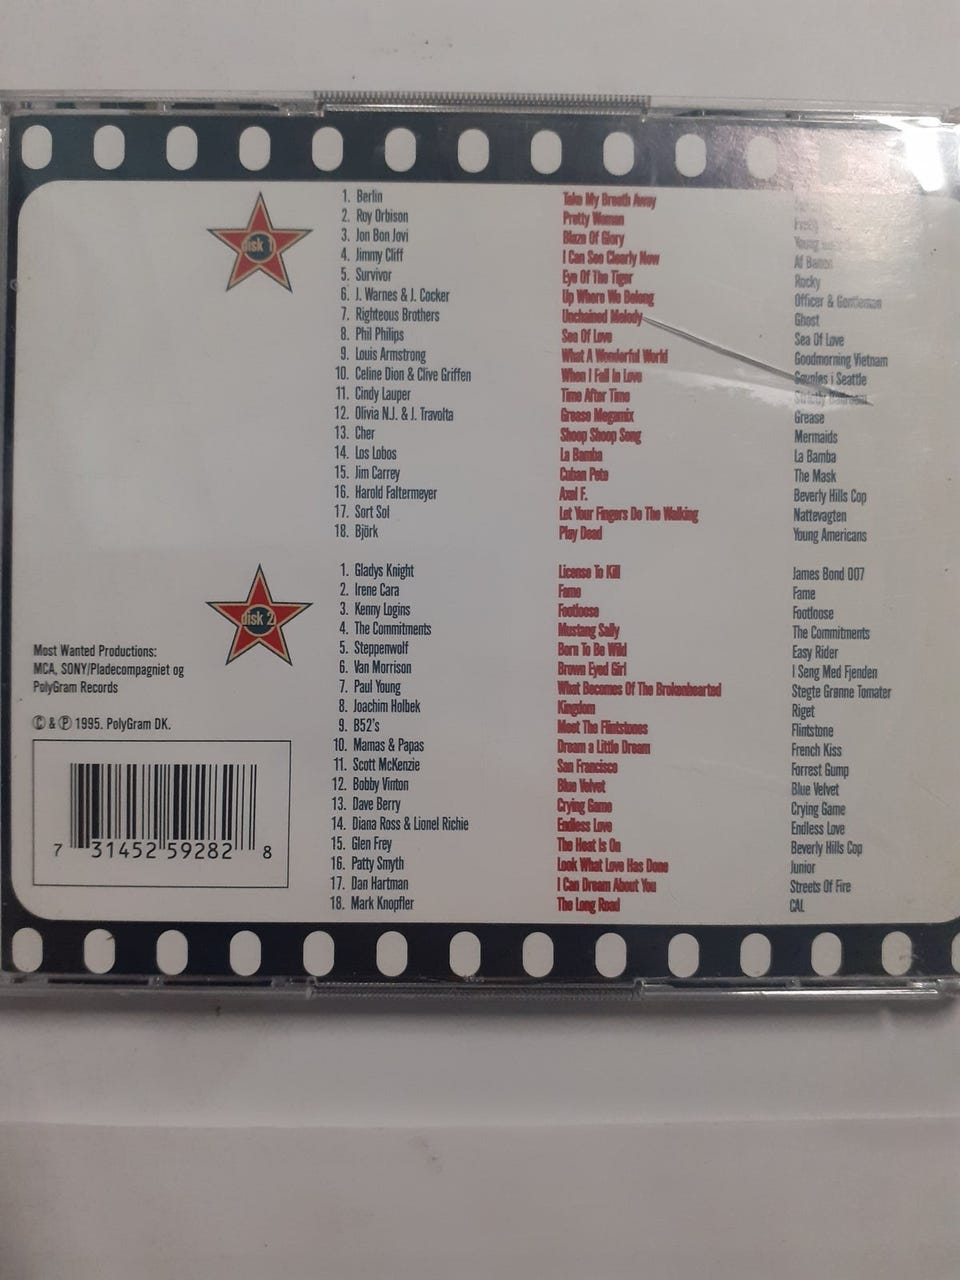 disk 1
1. Berlin Take My Breath Away
2. Roy Orbison Pretty Woman
3. Jon Bon Jovi Blaze Of Glory Young
4. Jimmy Cliff I Can See Clearly Now Af Banen
5. Survivor Eye Of The Tiger Rocky
6. J. Warnes & J. Cocker Up Where We Belong Officer & Gentleman
7. Righteous Brothers Unchained Melody Ghost
8. Phil Philips Sea Of Love Sea Of Love
9. Louis Armstrong What A Wonderful World Goodmorning Vietnam
10. Celine Dion & Clive Griffen When I Fall In Love Søvnløs i Seattle
11. Cindy Lauper Time After Time Strictly Ballroom
12. Olivia N.J. & J. Travolta Grease Megamix Grease
13. Cher Shoop Shoop Song Mermaids
14. Los Lobos La Bamba La Bamba
15. Jim Carrey Cuban Pete The Mask
16. Harold Faltermeyer Axel F. Beverly Hills Cop
17. Sort Sol Let Your Fingers Do The Walking Nattevagten
18. Björk Play Dead Young Americans
disk 2
1. Gladys Knight License To Kill James Bond 007
2. Irene Cara Fame Fame
3. Kenny Logins Footloose Footloose
4. The Commitments Mustang Sally The Commitments
5. Steppenwolf Born To Be Wild Easy Rider
6. Van Morrison Brown Eyed Girl I Seng Med Fjenden
7. Paul Young What Becomes Of The Brokenhearted Stegte Grønne Tomater
8. Joachim Holbek Kingdom Riget
9. B52's Meet The Flintstones Flintstone
10. Mamas & Papas Dream a Little Dream French Kiss
11. Scott McKenzie San Francisco Forrest Gump
12. Bobby Vinton Blue Velvet Blue Velvet
13. Dave Berry Crying Game Crying Game
14. Diana Ross & Lionel Richie Endless Love Endless Love
15. Glen Frey The Heat Is On Beverly Hills Cop
16. Patty Smyth Look What Love Has Done Junior
17. Dan Hartman I Can Dream About You Streets Of Fire
18. Mark Knopfler The Long Road CAL
Most Wanted Productions:
MCA, SONY/Pladecompagniet og
PolyGram Records
© & ℗ 1995. PolyGram DK.
7 31452 59282 8